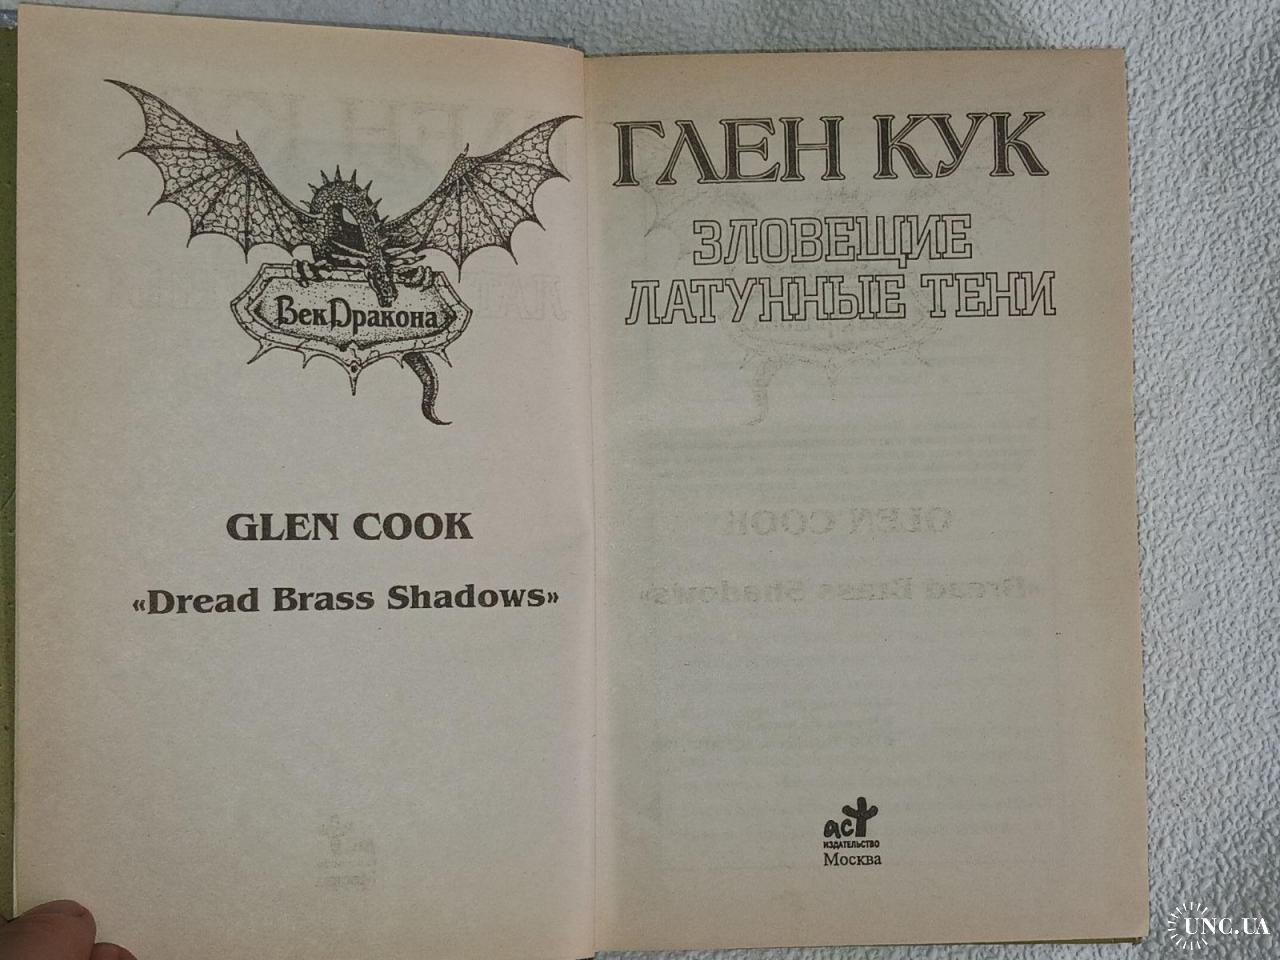 Век Дракона
GLEN COOK
«Dread Brass Shadows»
ГЛЕН КУК
ЗЛОВЕЩИЕ
ЛАТУННЫЕ ТЕНИ
аст
ИЗДАТЕЛЬСТВО
Москва
UNC.UA